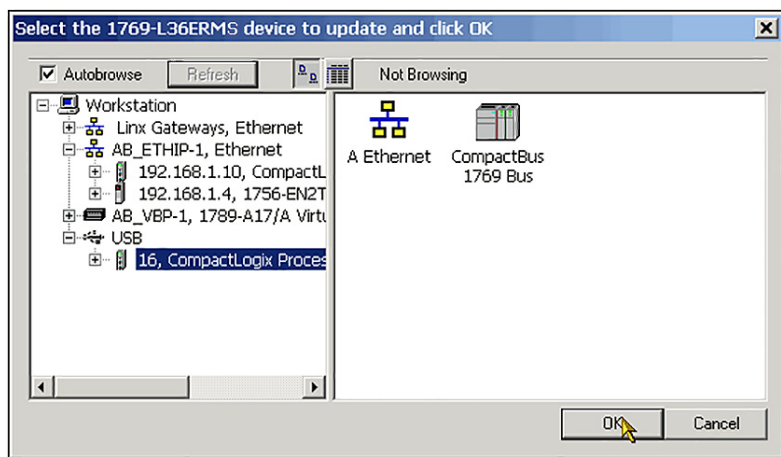 Select the 1769-L36ERMS device to update and click OK
Autobrowse
Refresh
Not Browsing
Workstation
Linx Gateways, Ethernet
AB_ETHIP-1, Ethernet
192.168.1.10, CompactL
192.168.1.4, 1756-EN2T
AB_VBP-1, 1789-A17/A Virtu
USB
16, CompactLogix Proces
A Ethernet
CompactBus
1769 Bus
OK
Cancel